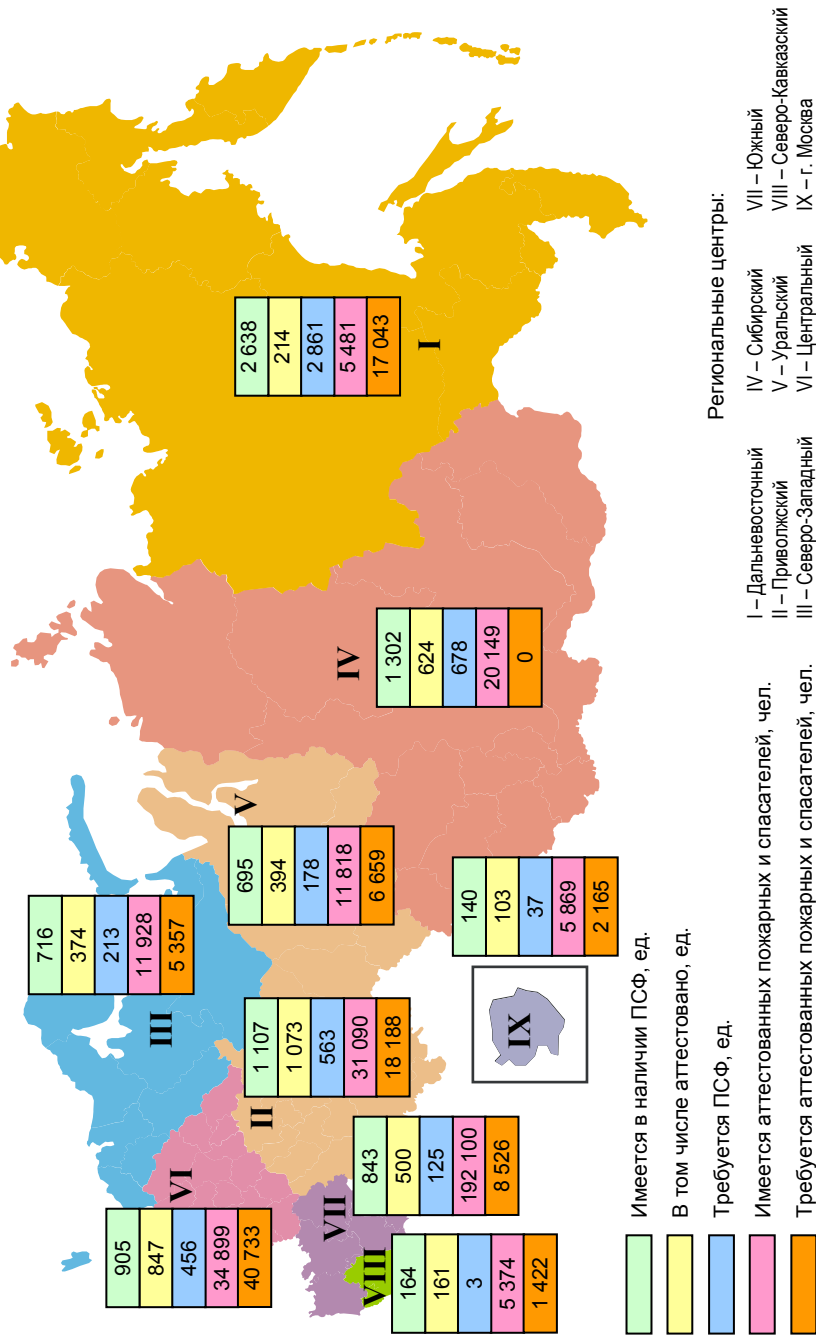 I
2 638
214
2 861
5 481
17 043
IV
1 302
624
678
20 149
0
V
695
394
178
11 818
6 659
III
716
374
213
11 928
5 357
II
1 107
1 073
563
31 090
18 188
IX
140
103
37
5 869
2 165
VI
905
847
456
34 899
40 733
VII
843
500
125
192 100
8 526
VIII
164
161
3
5 374
1 422
Имеется в наличии ПСФ, ед.
В том числе аттестовано, ед.
Требуется ПСФ, ед.
Имеется аттестованных пожарных и спасателей, чел.
Требуется аттестованных пожарных и спасателей, чел.
Региональные центры:
I – Дальневосточный
II – Приволжский
III – Северо-Западный
IV – Сибирский
V – Уральский
VI – Центральный
VII – Южный
VIII – Северо-Кавказский
IX – г. Москва